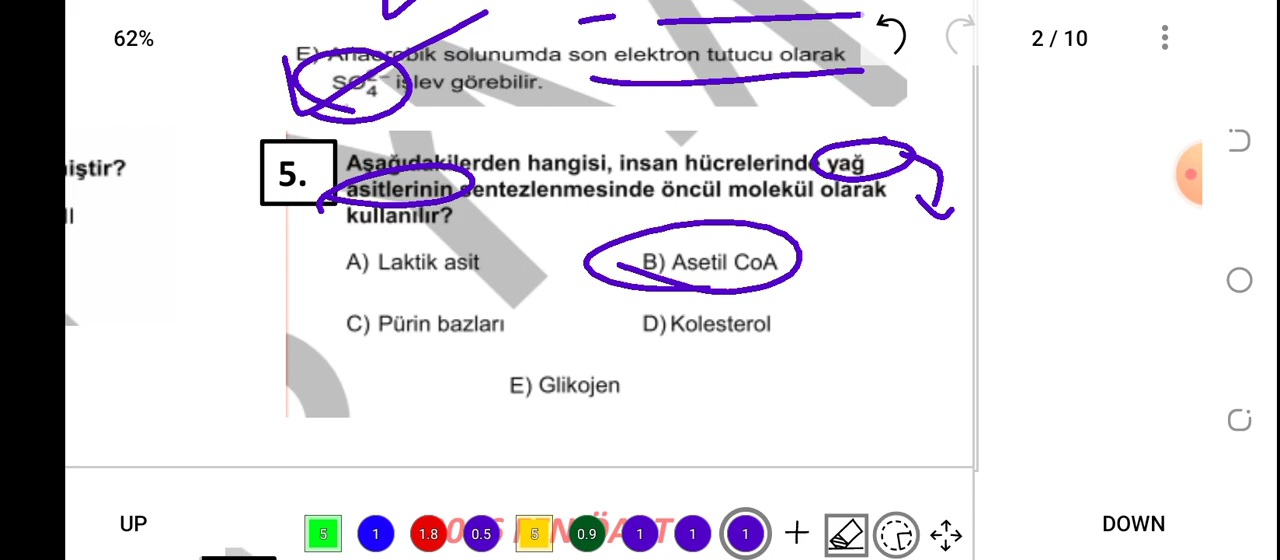 62%
2 / 10
E) Anaerobik solunumda son elektron tutucu olarak
SO4-- işlev görebilir.
iştir?
5.
Aşağıdakilerden hangisi, insan hücrelerinde yağ
asitlerinin sentezlenmesinde öncül molekül olarak
kullanılır?
A) Laktik asit
B) Asetil CoA
C) Pürin bazları
D) Kolesterol
E) Glikojen
UP
5
1
1.8
0.5
5
0.9
1
1
1
DOWN